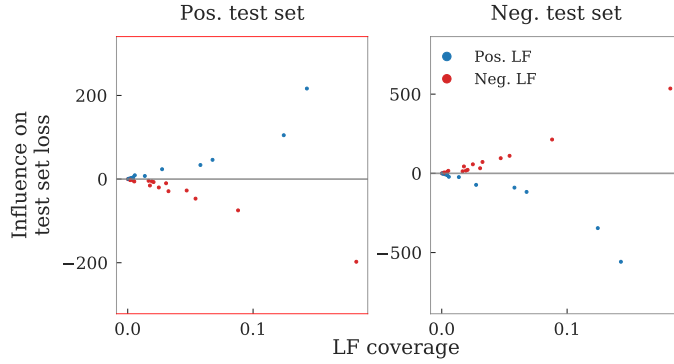 Pos. test set
Neg. test set
Influence on
test set loss
200
0
−200
0.0
0.1
500
0
−500
0.0
0.1
Pos. LF
Neg. LF
LF coverage